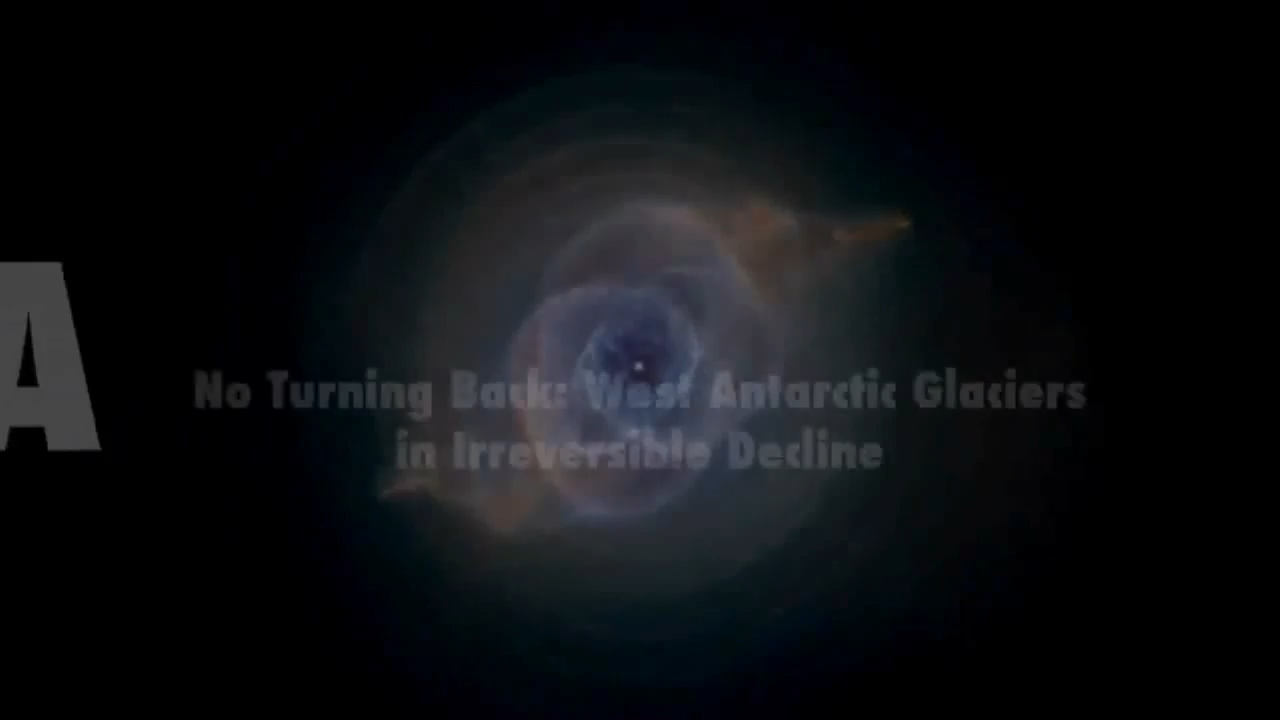 A
No Turning Back: West Antarctic Glaciers
in Irreversible Decline